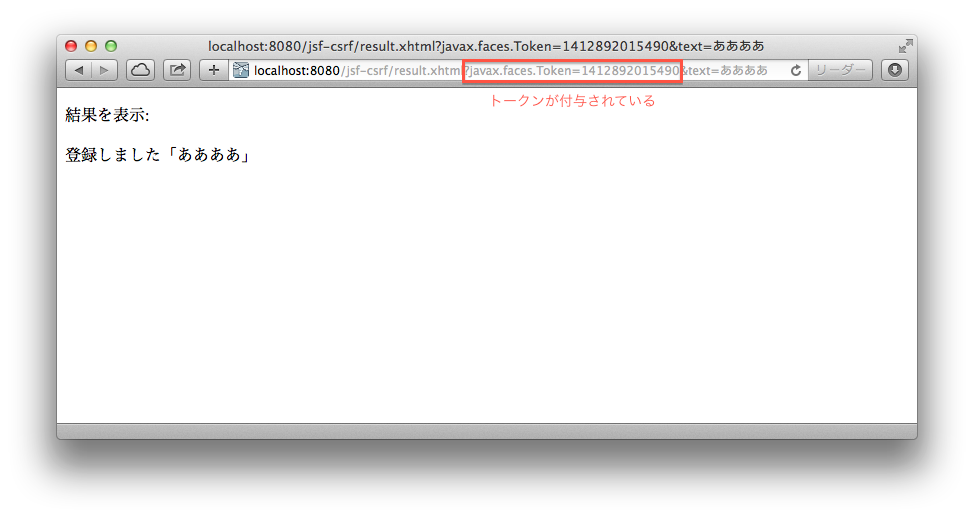 localhost:8080/jsf-csrf/result.xhtml?javax.faces.Token=1412892015490&text=ああああ
localhost:8080/jsf-csrf/result.xhtml?javax.faces.Token=1412892015490&text=ああああ リーダー
トークンが付与されている
結果を表示:
登録しました「ああああ」